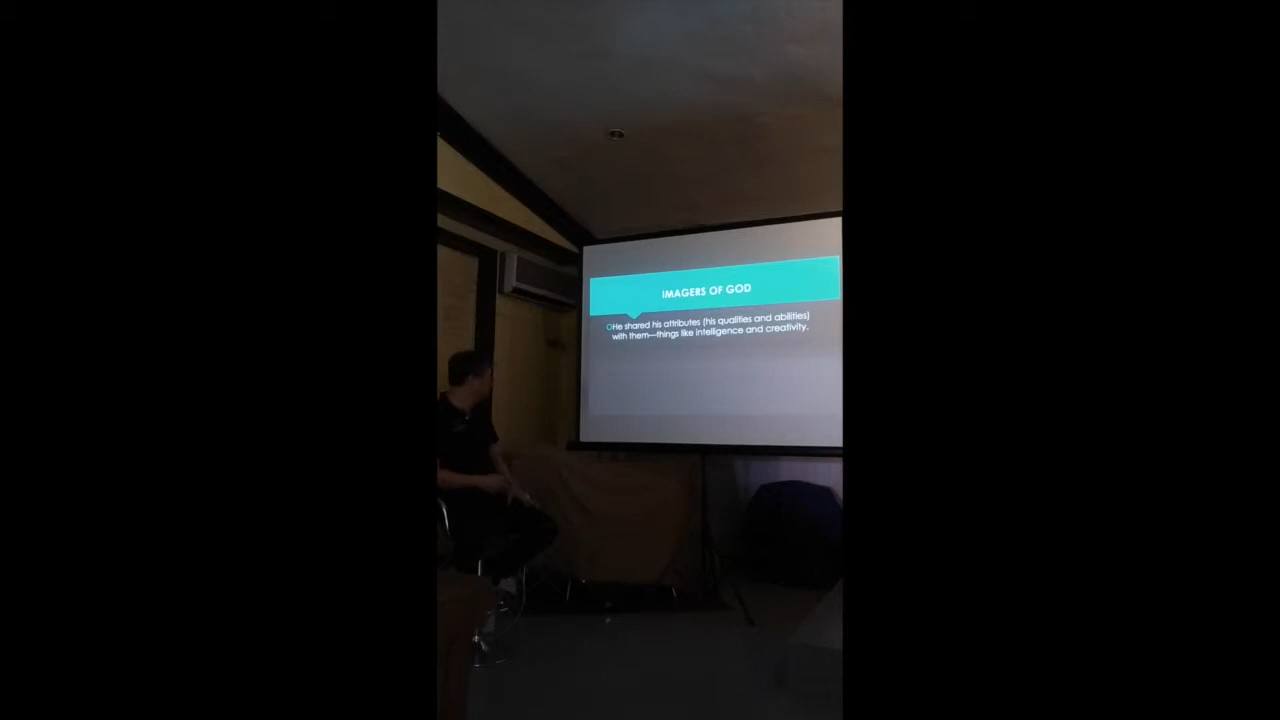 IMAGERS OF GOD
He shared his attributes (his qualities and abilities)
with them—things like intelligence and creativity.